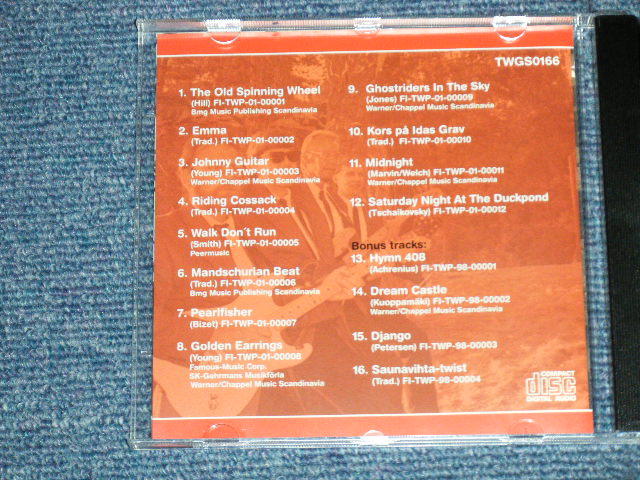 TWGS0166
1. The Old Spinning Wheel
(Hill) FI-TWP-01-00001
Bmg Music Publishing Scandinavia
2. Emma
(Trad.) FI-TWP-01-00002
3. Johnny Guitar
(Young) FI-TWP-01-00003
Warner/Chappel Music Scandinavia
4. Riding Cossack
(Trad.) FI-TWP-01-00004
5. Walk Don´t Run
(Smith) FI-TWP-01-00005
Peermusic
6. Mandschurian Beat
(Trad.) FI-TWP-01-00006
Bmg Music Publishing Scandinavia
7. Pearlfisher
(Bizet) FI-TWP-01-00007
8. Golden Earrings
(Young) FI-TWP-01-00008
Famous-Music Corp.
SK-Gehrmans Musikförla
Warner/Chappel Music Scandinavia
9. Ghostriders In The Sky
(Jones) FI-TWP-01-00009
Warner/Chappel Music Scandinavia
10. Kors på Idas Grav
(Trad.) FI-TWP-01-00010
11. Midnight
(Marvin/Welch) FI-TWP-01-00011
Warner/Chappel Music Scandinavia
12. Saturday Night At The Duckpond
(Tschaikovsky) FI-TWP-01-00012
Bonus tracks:
13. Hymn 408
(Achrenius) FI-TWP-98-00001
14. Dream Castle
(Kuoppamäki) FI-TWP-98-00002
Warner/Chappel Music Scandinavia
15. Django
(Petersen) FI-TWP-98-00003
16. Saunavihta-twist
(Trad.) FI-TWP-98-00004
COMPACT
disc
DIGITAL AUDIO